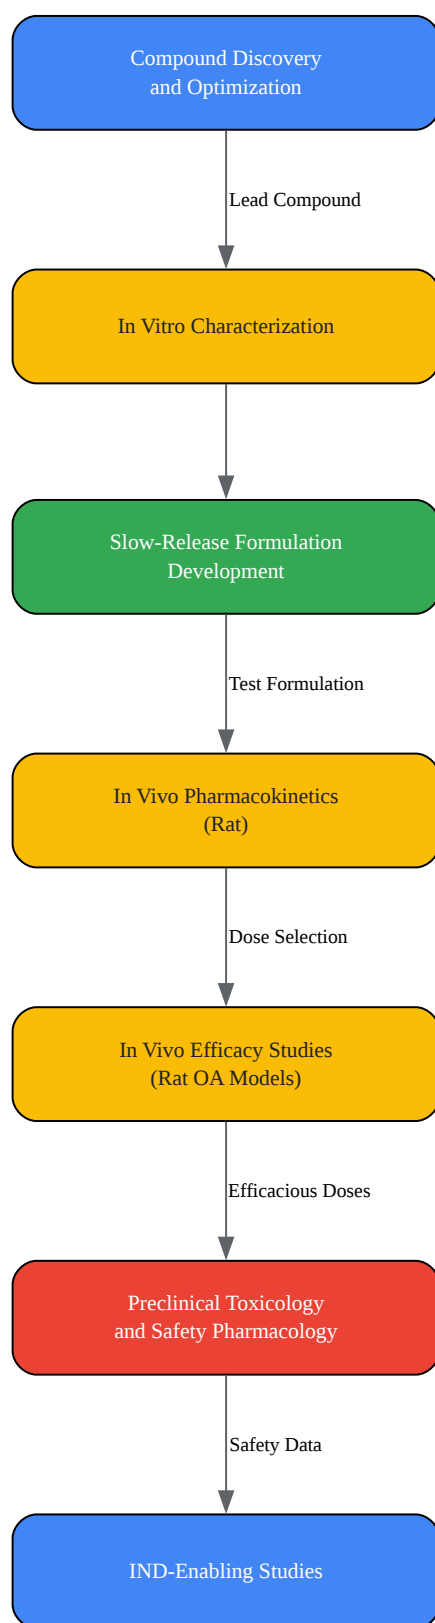 Compound Discovery
and Optimization
Lead Compound
In Vitro Characterization
Slow-Release Formulation
Development
Test Formulation
In Vivo Pharmacokinetics
(Rat)
Dose Selection
In Vivo Efficacy Studies
(Rat OA Models)
Efficacious Doses
Preclinical Toxicology
and Safety Pharmacology
Safety Data
IND-Enabling Studies